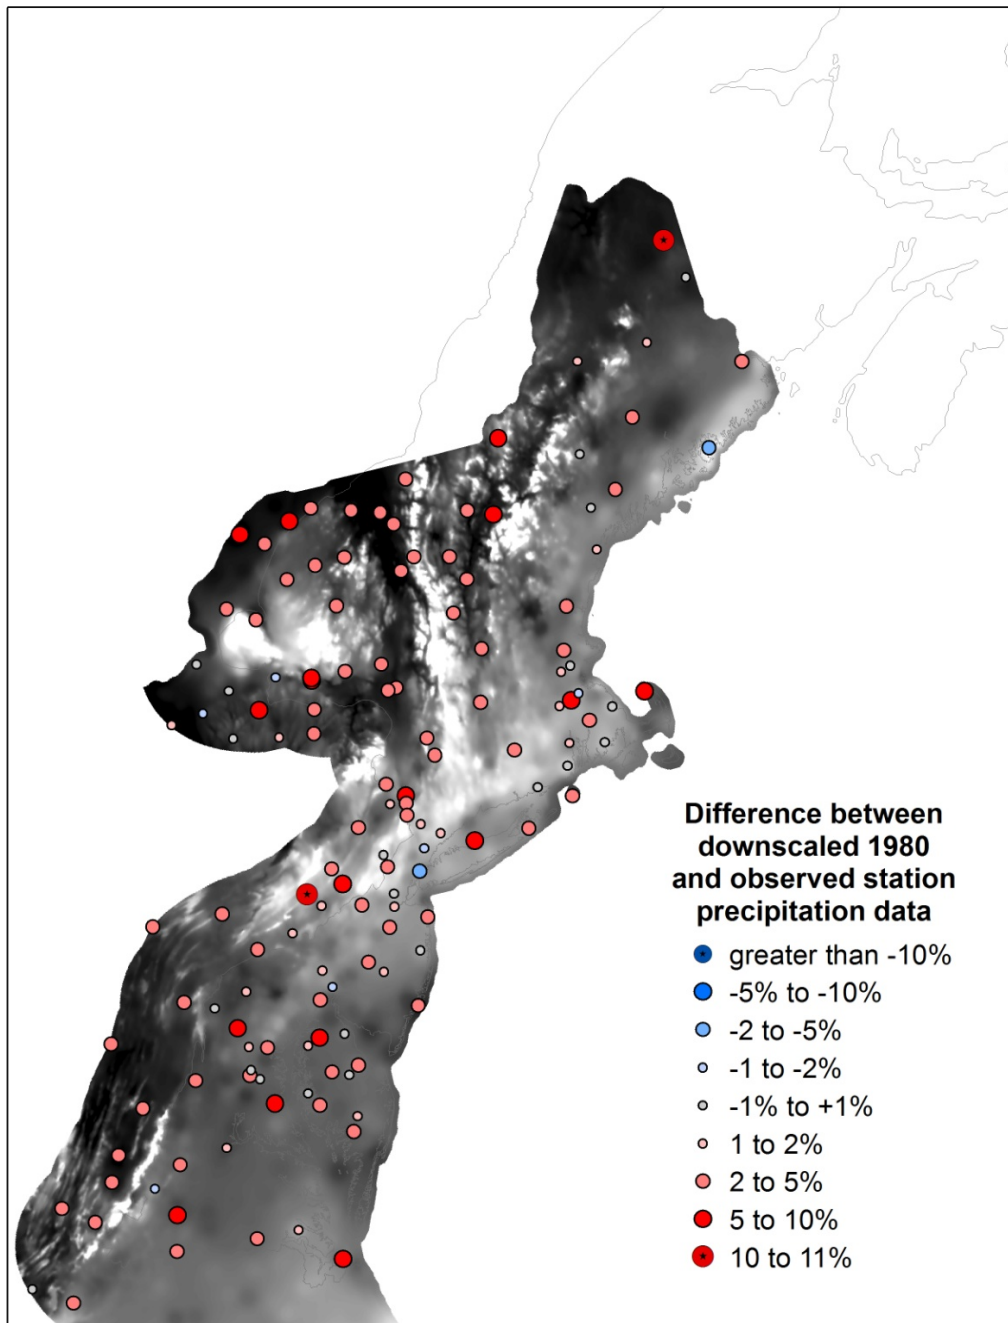 Difference between
downscaled 1980
and observed station
precipitation data
greater than -10%
-5% to -10%
-2 to -5%
-1 to -2%
-1% to +1%
1 to 2%
2 to 5%
5 to 10%
10 to 11%